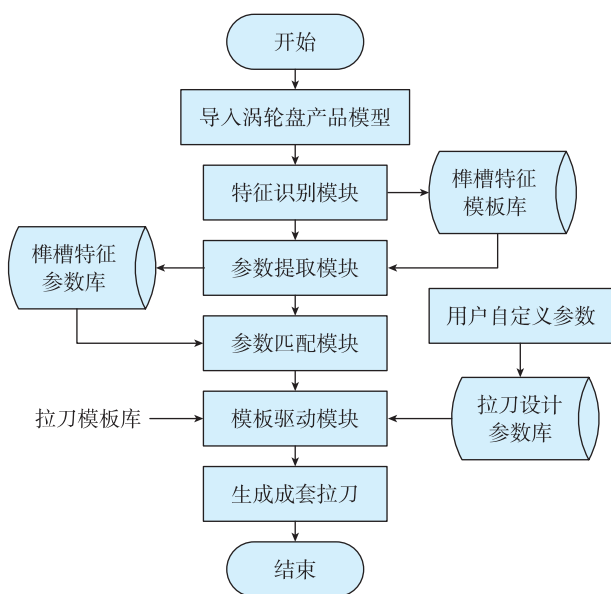 开始
导入涡轮盘产品模型
特征识别模块
榫槽特征
模板库
榫槽特征
参数库
参数提取模块
用户自定义参数
参数匹配模块
拉刀模板库
模板驱动模块
拉刀设计
参数库
生成成套拉刀
结束